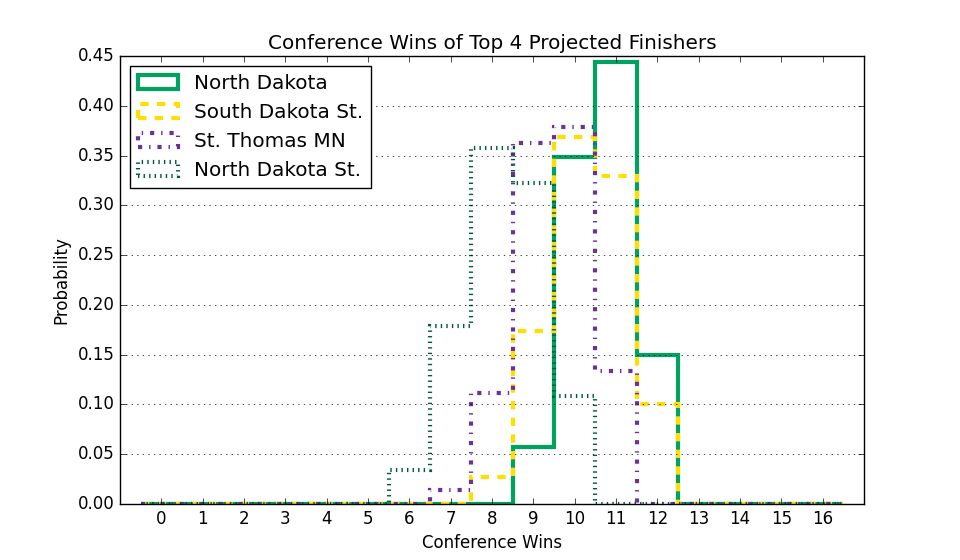 Conference Wins of Top 4 Projected Finishers
North Dakota
South Dakota St.
St. Thomas MN
North Dakota St.
0.45
0.40
0.35
0.30
0.25
0.20
0.15
0.10
0.05
0.00
Probability
0 1 2 3 4 5 6 7 8 9 10 11 12 13 14 15 16
Conference Wins